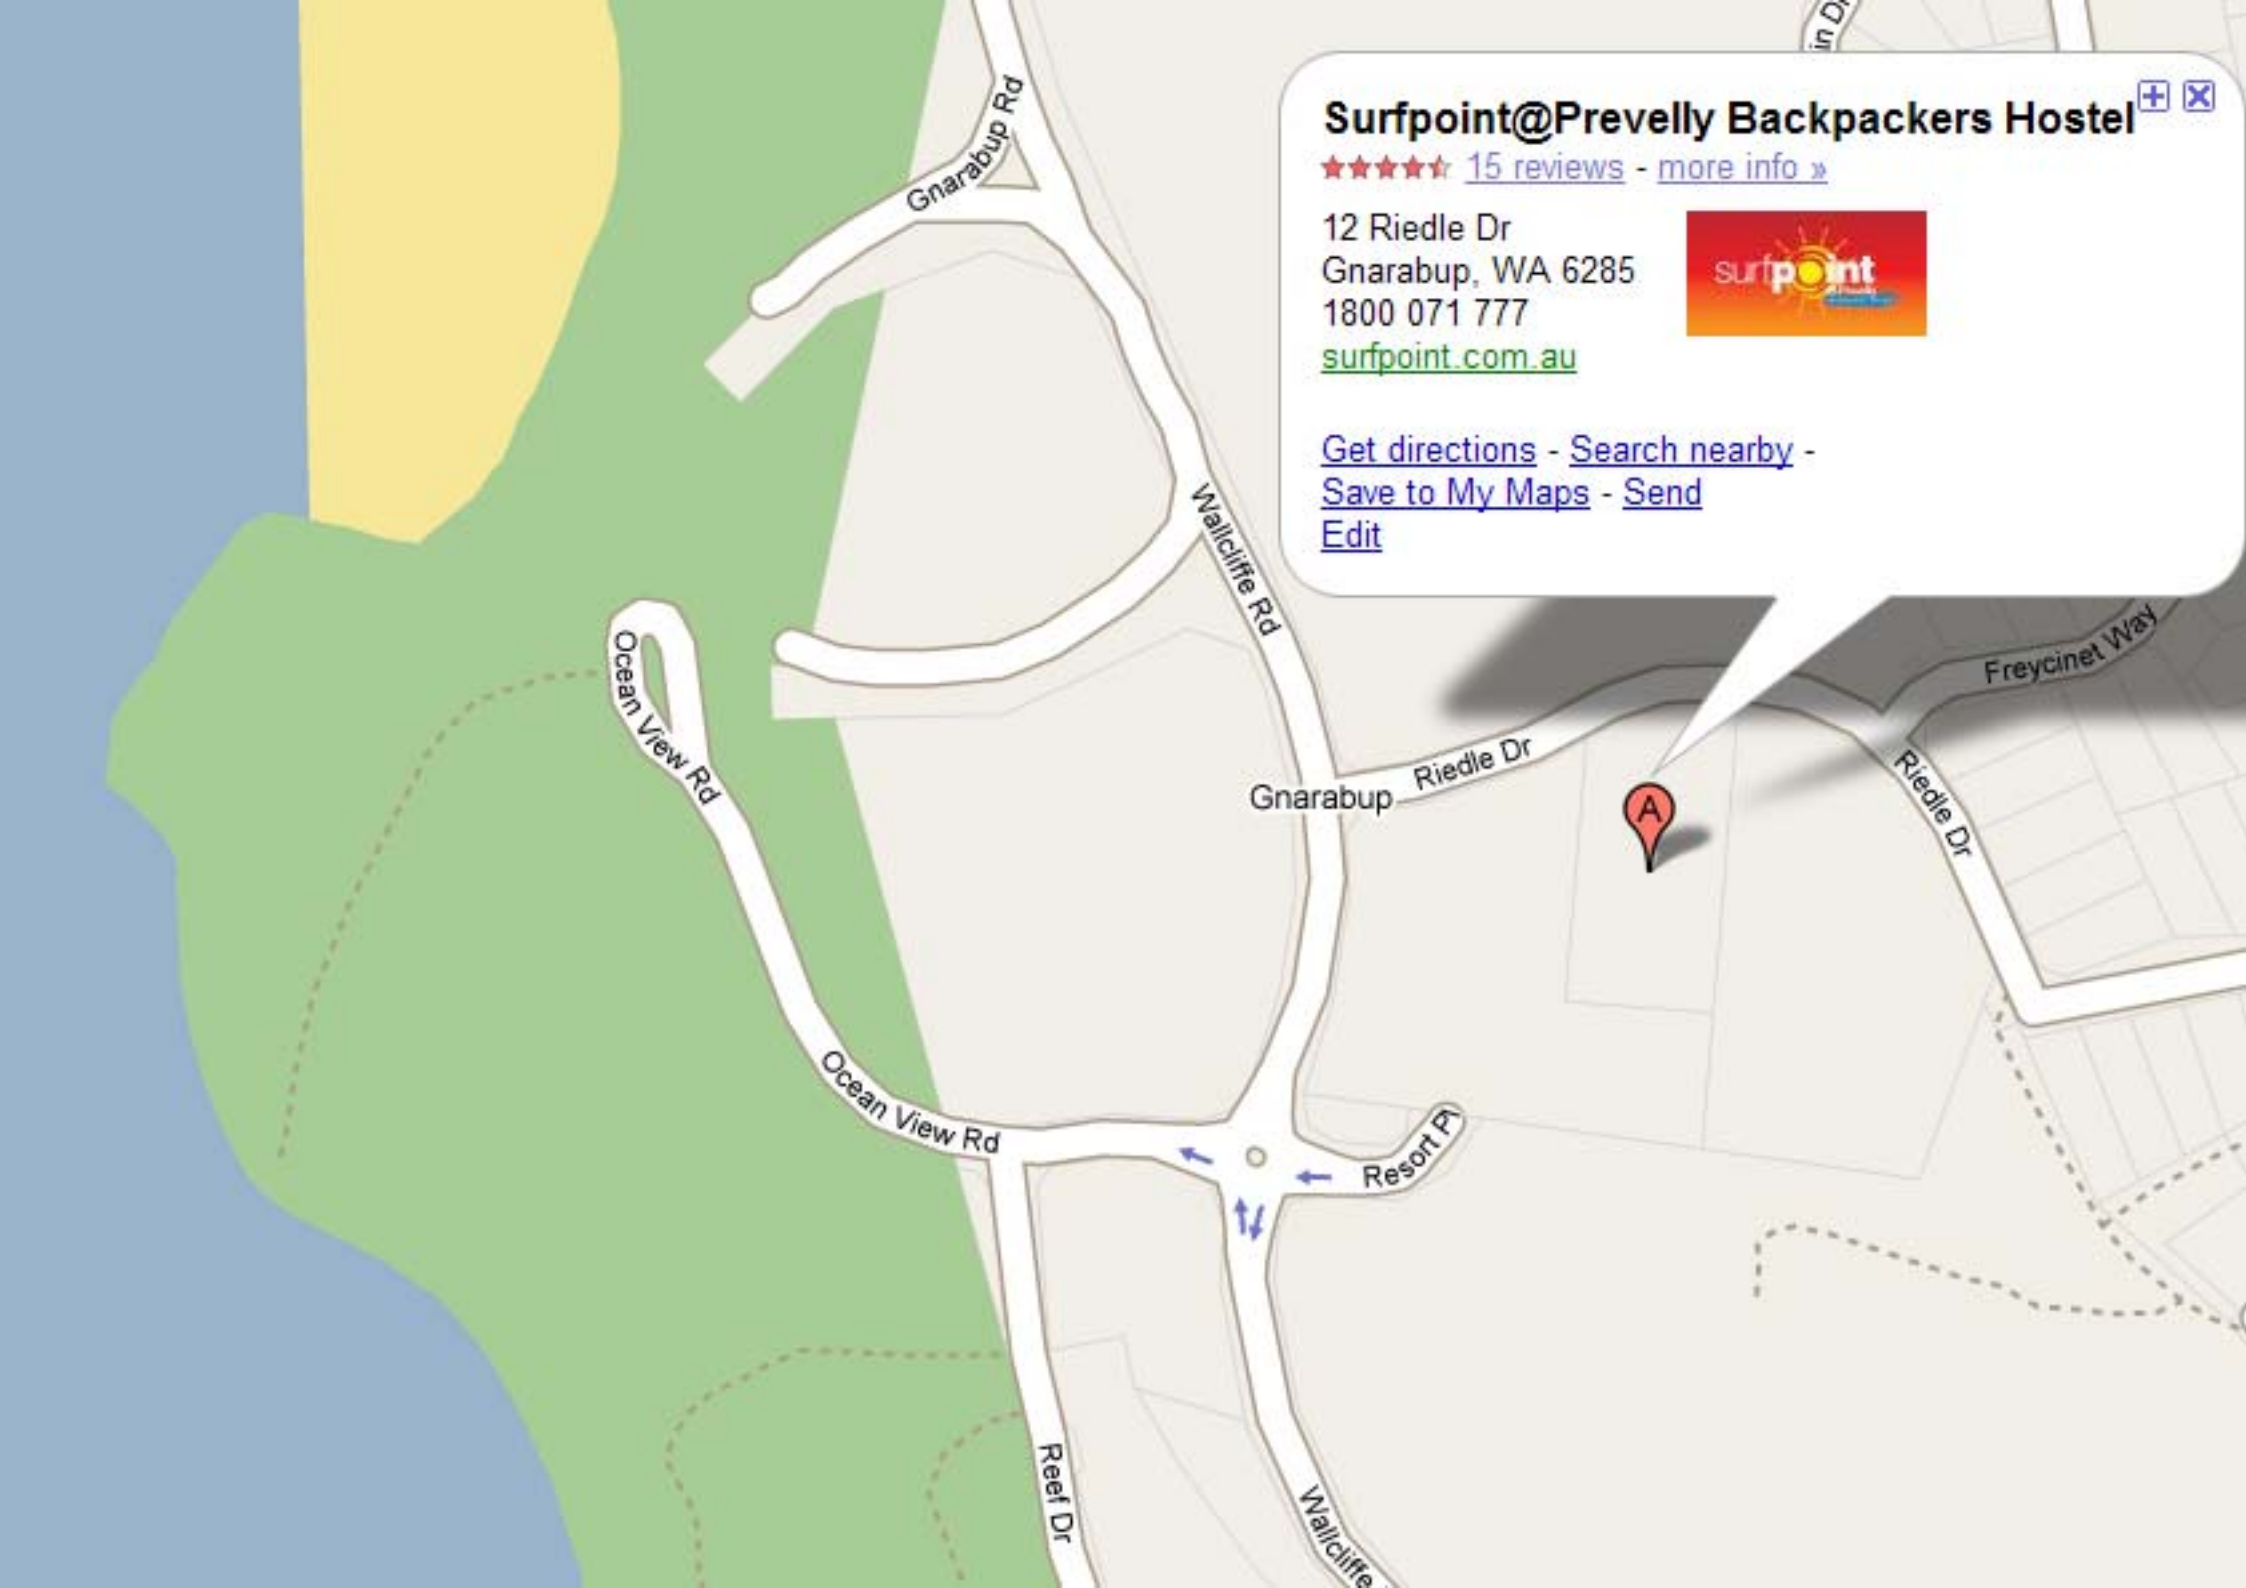 in Dr
Surfpoint@Prevelly Backpackers Hostel
15 reviews - more info »
12 Riedle Dr
Gnarabup, WA 6285
1800 071 777
surfpoint.com.au
surfpoint
Get directions - Search nearby -
Save to My Maps - Send
Edit
Gnarabup Rd
Wallcliffe Rd
Freycinet Way
Ocean View Rd
Riedle Dr
Gnarabup
Riedle Dr
A
Ocean View Rd
Resort Pl
Reef Dr
Wallcliffe